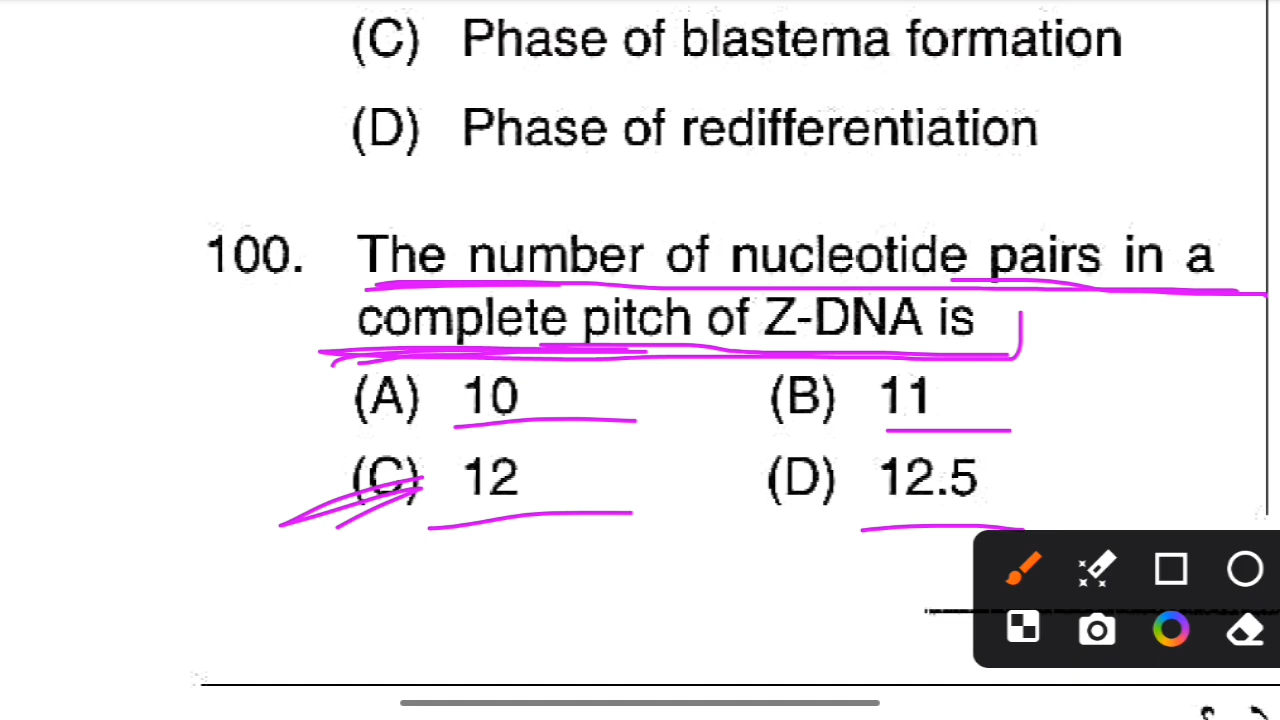 (C) Phase of blastema formation
(D) Phase of redifferentiation
100. The number of nucleotide pairs in a
complete pitch of Z-DNA is
(A) 10 (B) 11
(C) 12 (D) 12.5